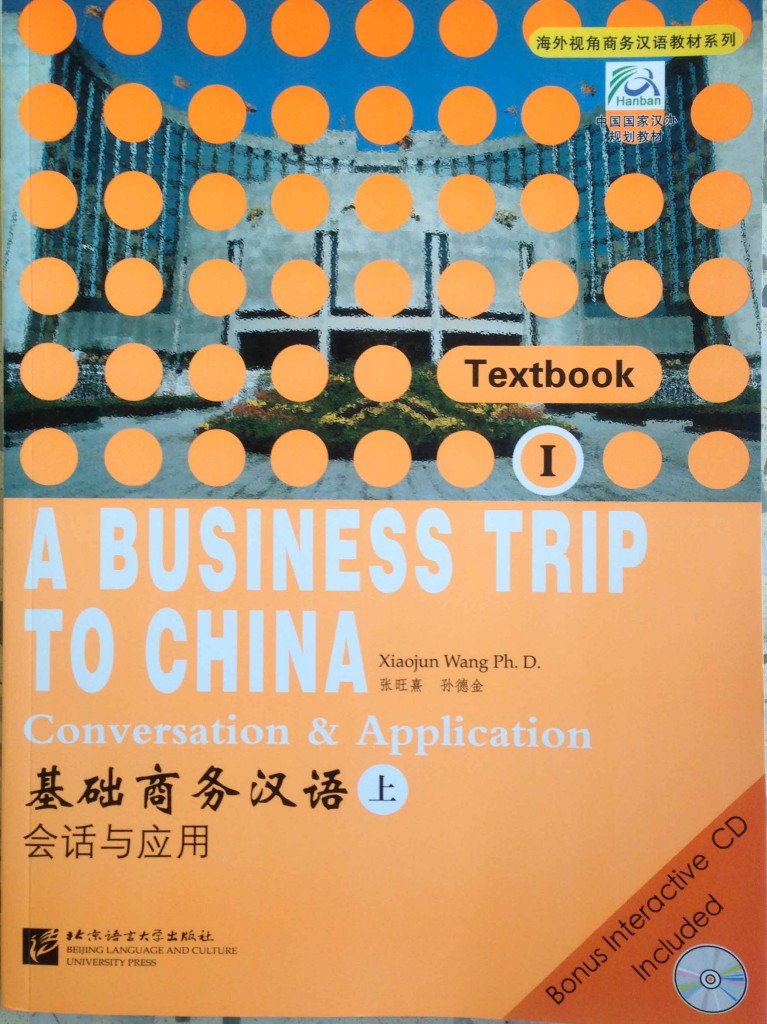 海外视角商务汉语教材系列
Hanban
中国国家汉办
规划教材
Textbook
I
A BUSINESS TRIP
TO CHINA
Xiaojun Wang Ph. D.
张旺熹 孙德金
Conversation & Application
基础商务汉语 上
会话与应用
北京语言大学出版社
BEIJING LANGUAGE AND CULTURE
UNIVERSITY PRESS
Bonus Interactive CD
Included